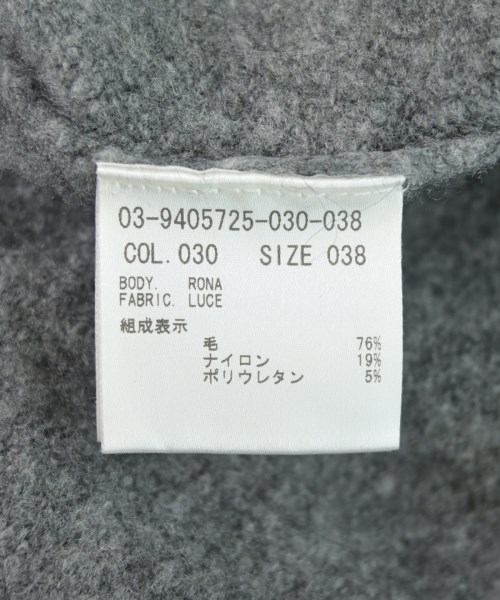 03-9405725-030-038
COL.030 SIZE 038
BODY. RONA
FABRIC. LUCE
組成表示
毛 76%
ナイロン 19%
ポリウレタン 5%